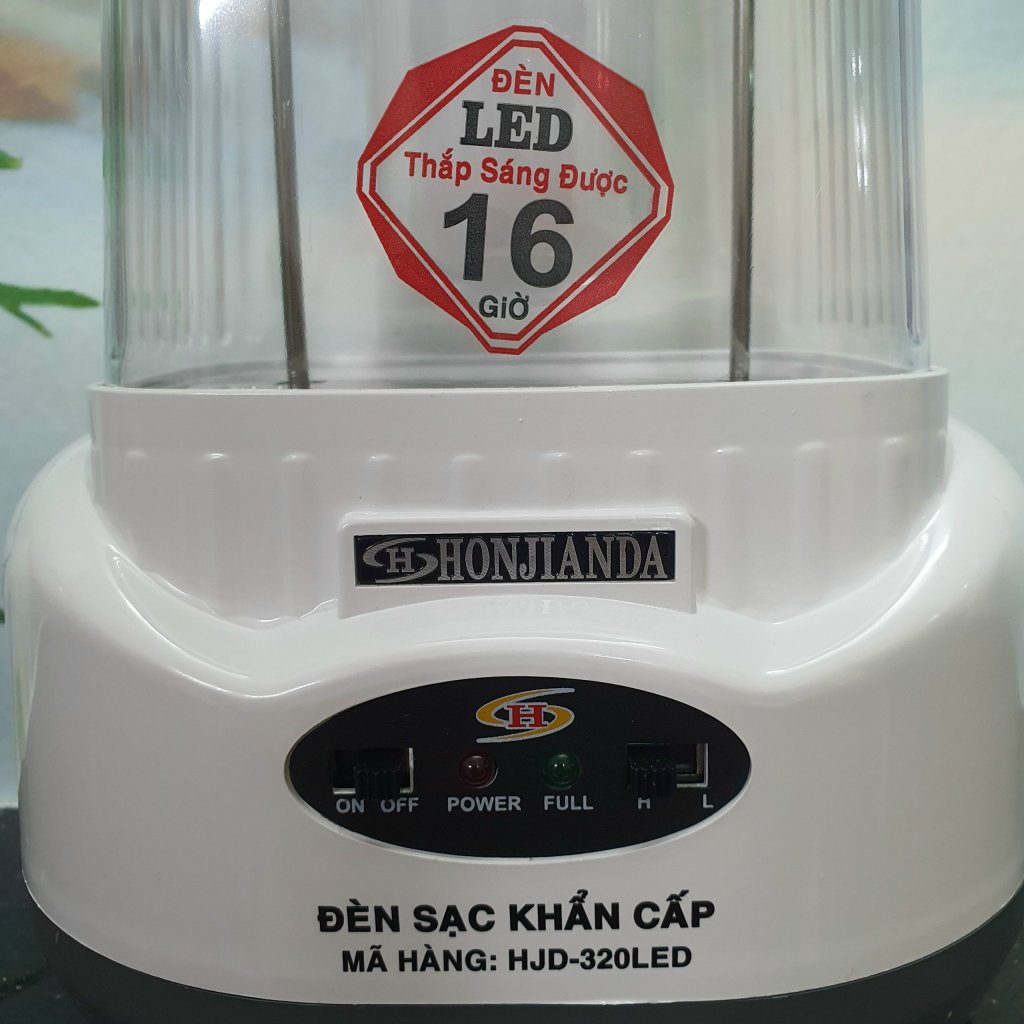 ĐÈN
LED
Thắp Sáng Được
16
Giờ
H HONJIANDA
H
ON OFF POWER FULL H L
ĐÈN SẠC KHẨN CẤP
MÃ HÀNG: HJD-320LED